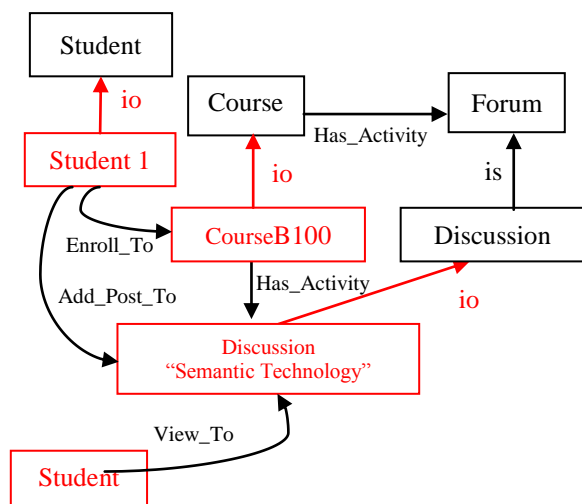 Student
io
Course
Has_Activity
Forum
Student 1
io
is
Enroll_To
CourseB100
Discussion
Add_Post_To
Has_Activity
io
Discussion
“Semantic Technology”
View_To
Student